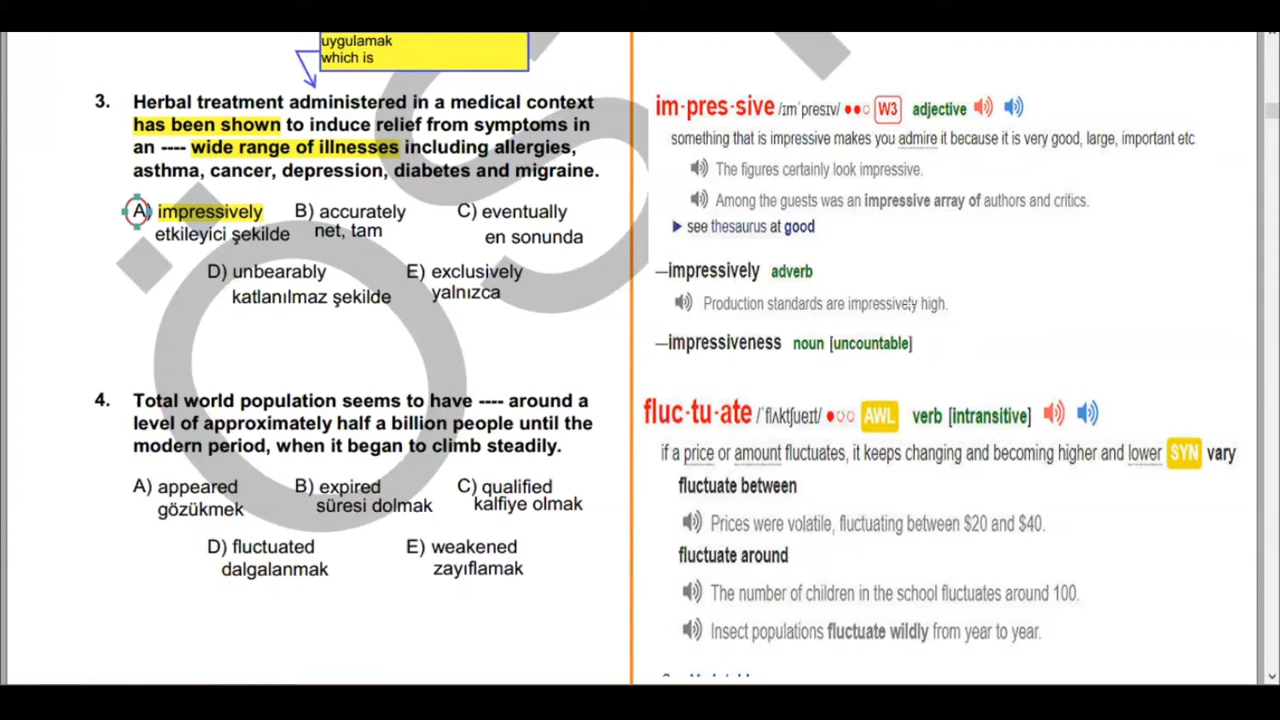 uygulamak
which is
3. Herbal treatment administered in a medical context
has been shown to induce relief from symptoms in
an ---- wide range of illnesses including allergies,
asthma, cancer, depression, diabetes and migraine.
A) impressively B) accurately C) eventually
etkileyici şekilde net, tam en sonunda
D) unbearably E) exclusively
katlanılmaz şekilde yalnızca
4. Total world population seems to have ---- around a
level of approximately half a billion people until the
modern period, when it began to climb steadily.
A) appeared B) expired C) qualified
gözükmek süresi dolmak kalfiye olmak
D) fluctuated E) weakened
dalgalanmak zayıflamak
im·pres·sive /ɪmˈpresɪv/ ●●○ W3 adjective
something that is impressive makes you admire it because it is very good, large, important etc
The figures certainly look impressive.
Among the guests was an impressive array of authors and critics.
▶ see thesaurus at good
—impressively adverb
Production standards are impressively high.
—impressiveness noun [uncountable]
fluc·tu·ate /ˈflʌktʃueɪt/ ●○○ AWL verb [intransitive]
if a price or amount fluctuates, it keeps changing and becoming higher and lower SYN vary
fluctuate between
Prices were volatile, fluctuating between $20 and $40.
fluctuate around
The number of children in the school fluctuates around 100.
Insect populations fluctuate wildly from year to year.